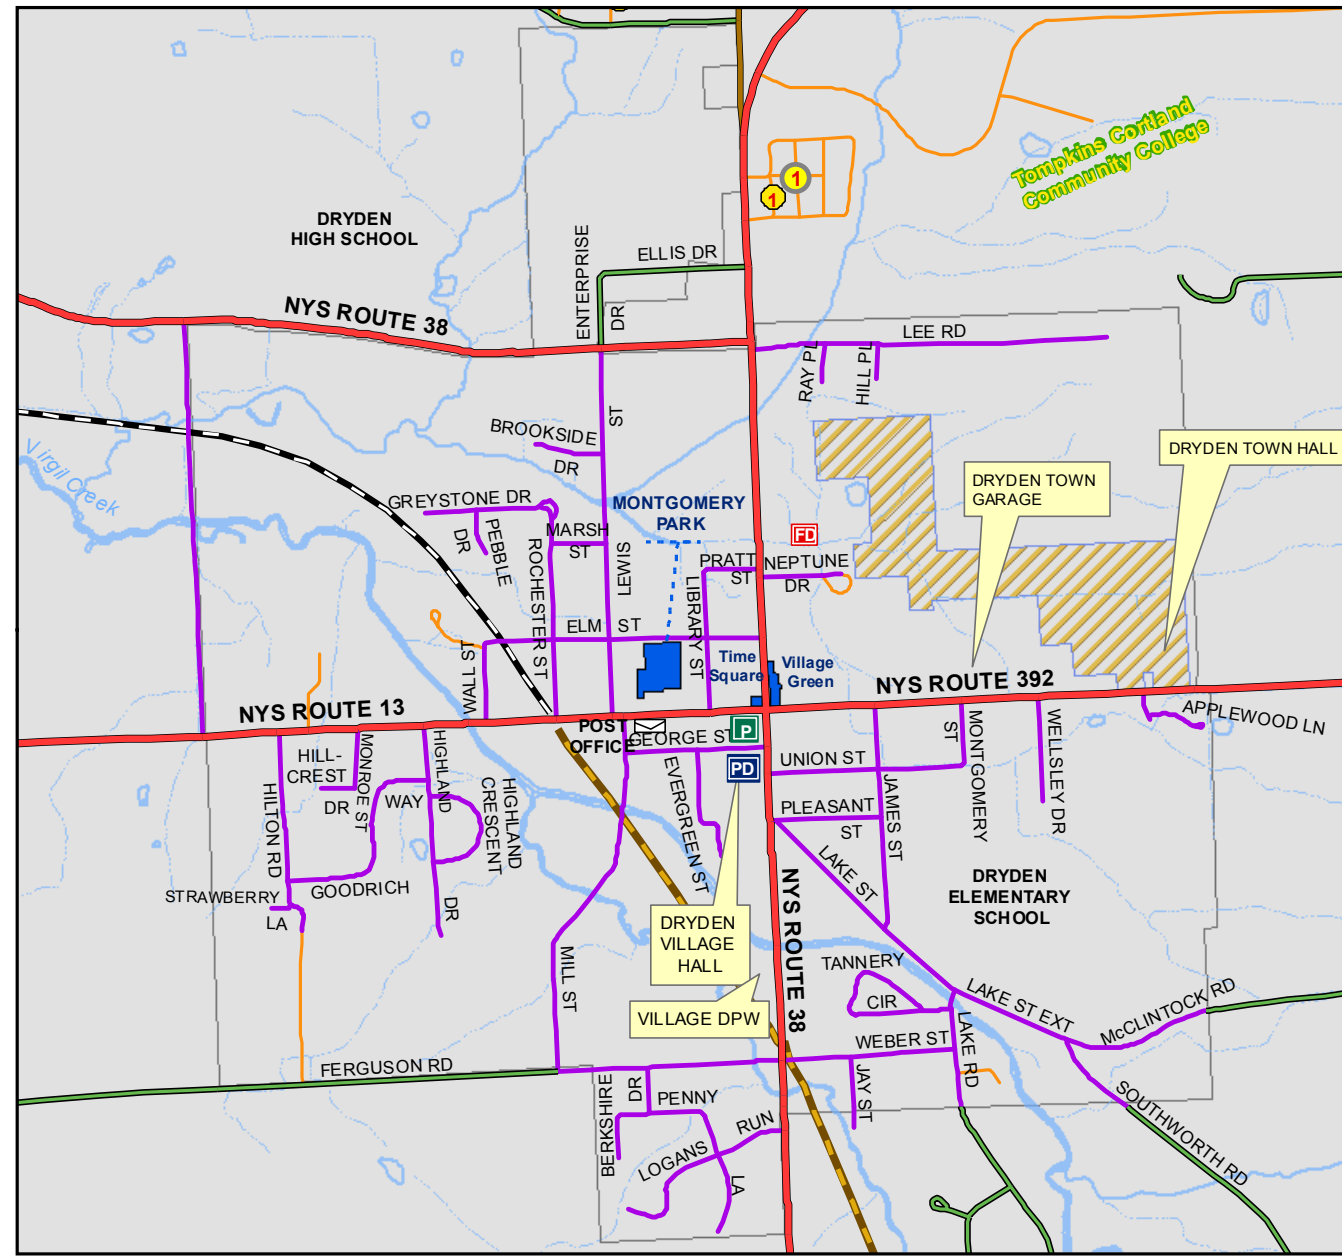 Tompkins Cortland
Community College
1
1
DRYDEN
HIGH SCHOOL
ENTERPRISE
DR
ELLIS DR
NYS ROUTE 38
LEE RD
RAY PL
HILL PL
ST
BROOKSIDE
DR
Virgil Creek
DRYDEN TOWN HALL
DRYDEN TOWN
GARAGE
GREYSTONE DR
MONTGOMERY
PARK
DR
PEBBLE
MARSH
ST
FD
ROCHESTER ST
LEWIS
PRATT
ST
NEPTUNE
DR
LIBRARY ST
ELM ST
WALL ST
Time
Square
Village
Green
NYS ROUTE 392
NYS ROUTE 13
POST
OFFICE
GEORGE ST
P
PD
APPLEWOOD LN
HILL-
CREST
DR
MONROE ST
HIGHLAND
DR
WAY
HIGHLAND
CRESCENT
EVERGREEN ST
UNION ST
ST
MONTGOMERY
WELLSLEY DR
HILTON RD
PLEASANT
ST
JAMES ST
LAKE ST
GOODRICH
STRAWBERRY
LA
DRYDEN
ELEMENTARY
SCHOOL
DRYDEN
VILLAGE
HALL
NYS ROUTE 38
MILL ST
TANNERY
CIR
LAKE ST EXT
McCLINTOCK RD
VILLAGE DPW
WEBER ST
LAKE RD
FERGUSON RD
BERKSHIRE
DR
PENNY
LA
JAY ST
SOUTHWORTH RD
LOGANS
RUN